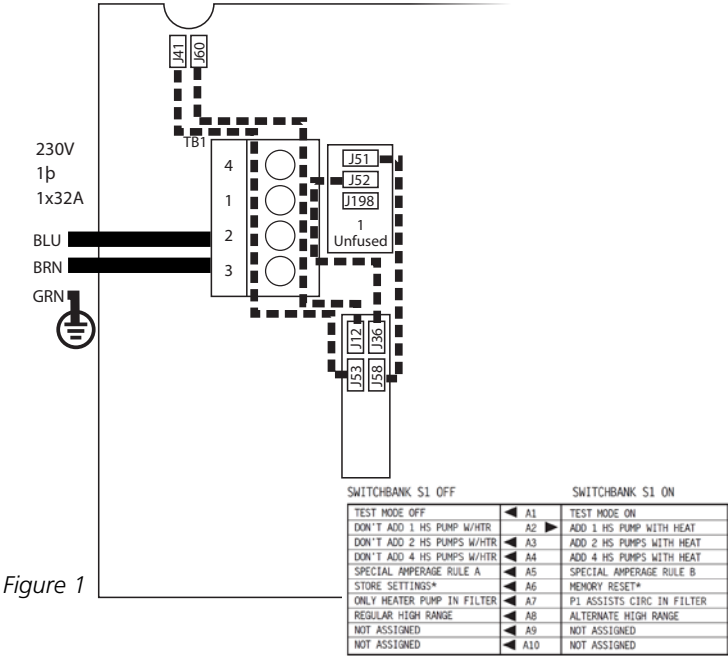 J41 J60
TB1
230V
1þ
1x32A
4
1
2
3
J51
J52
J198
1
Unfused
BLU
BRN
GRN
J12 J36
J53 J58
SWITCHBANK S1 OFF SWITCHBANK S1 ON
TEST MODE OFF ◄ A1 TEST MODE ON
DON'T ADD 1 HS PUMP W/HTR A2 ► ADD 1 HS PUMP WITH HEAT
DON'T ADD 2 HS PUMPS W/HTR ◄ A3 ADD 2 HS PUMPS WITH HEAT
DON'T ADD 4 HS PUMPS W/HTR ◄ A4 ADD 4 HS PUMPS WITH HEAT
SPECIAL AMPERAGE RULE A ◄ A5 SPECIAL AMPERAGE RULE B
STORE SETTINGS* ◄ A6 MEMORY RESET*
ONLY HEATER PUMP IN FILTER ◄ A7 P1 ASSISTS CIRC IN FILTER
REGULAR HIGH RANGE ◄ A8 ALTERNATE HIGH RANGE
NOT ASSIGNED ◄ A9 NOT ASSIGNED
NOT ASSIGNED ◄ A10 NOT ASSIGNED
Figure 1